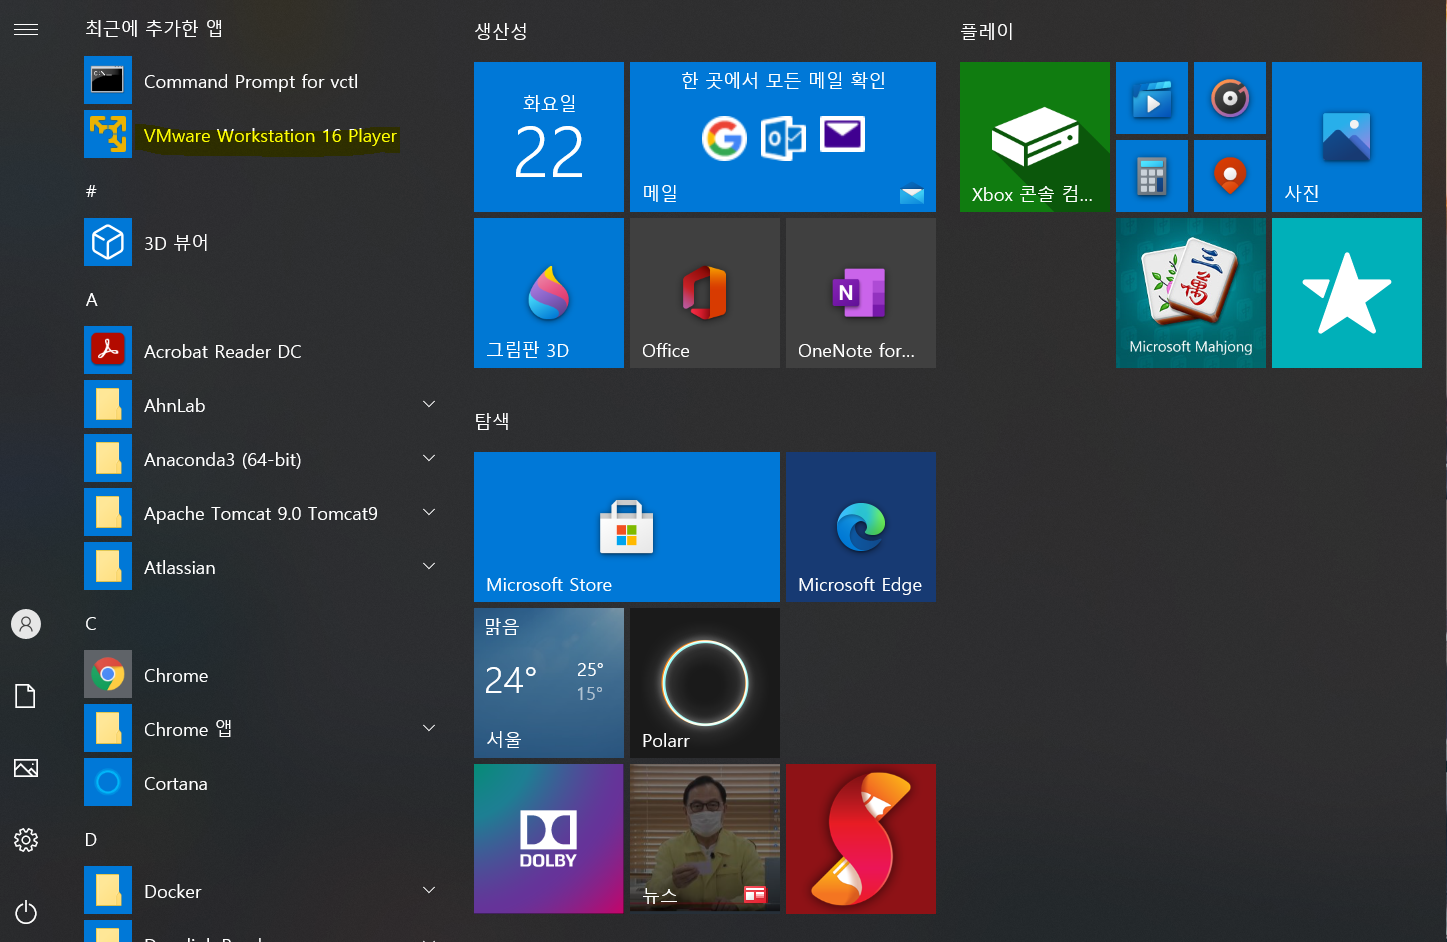 최근에 추가한 앱
Command Prompt for vctl
VMware Workstation 16 Player
#
3D 뷰어
A
Acrobat Reader DC
AhnLab
Anaconda3 (64-bit)
Apache Tomcat 9.0 Tomcat9
Atlassian
C
Chrome
Chrome 앱
Cortana
D
Docker
생산성
화요일
22
한 곳에서 모든 메일 확인
메일
그림판 3D
Office
N
OneNote for...
탐색
Microsoft Store
Microsoft Edge
맑음
24°
25°
15°
서울
Polarr
DOLBY
뉴스
플레이
Xbox 콘솔 컴...
사진
三萬
Microsoft Mahjong